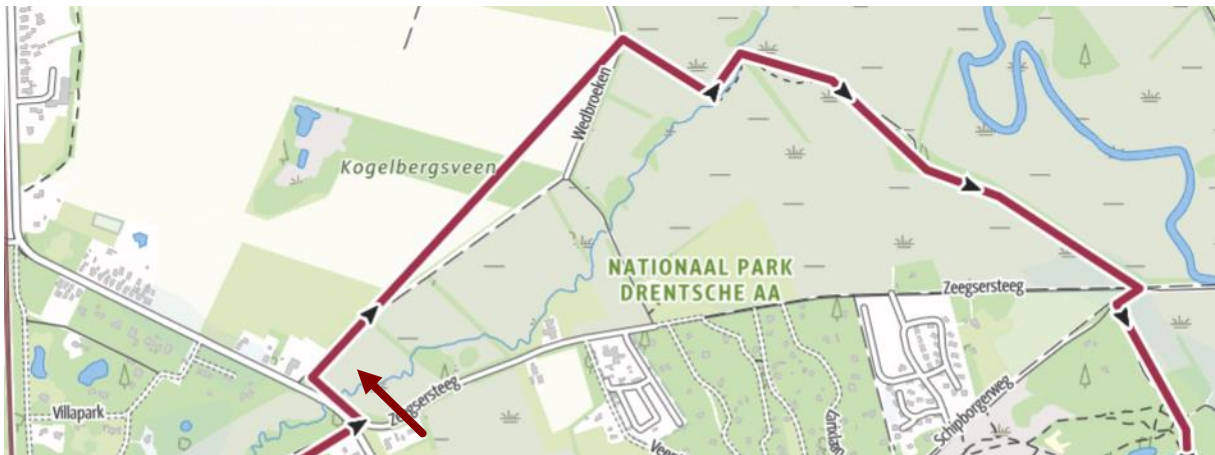 Wedbroeken
Kogelbergsveen
NATIONAAL PARK
DRENTSCHE AA
Zeegsersteeg
Zeegsersteeg
Villapark
Schipborgerweg